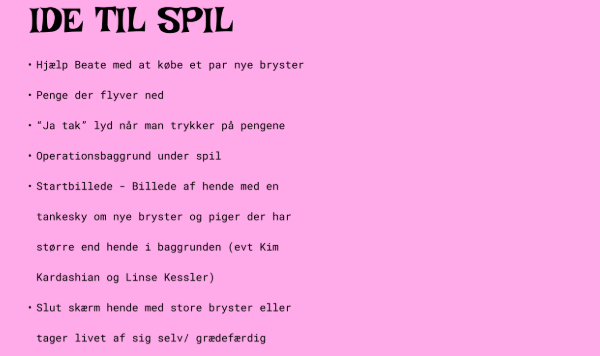 IDE TIL SPIL
• Hjælp Beate med at købe et par nye bryster
• Penge der flyver ned
• “Ja tak” lyd når man trykker på pengene
• Operationsbaggrund under spil
• Startbillede - Billede af hende med en
tankesky om nye bryster og piger der har
større end hende i baggrunden (evt Kim
Kardashian og Linse Kessler)
• Slut skærm hende med store bryster eller
tager livet af sig selv/ grædefærdig